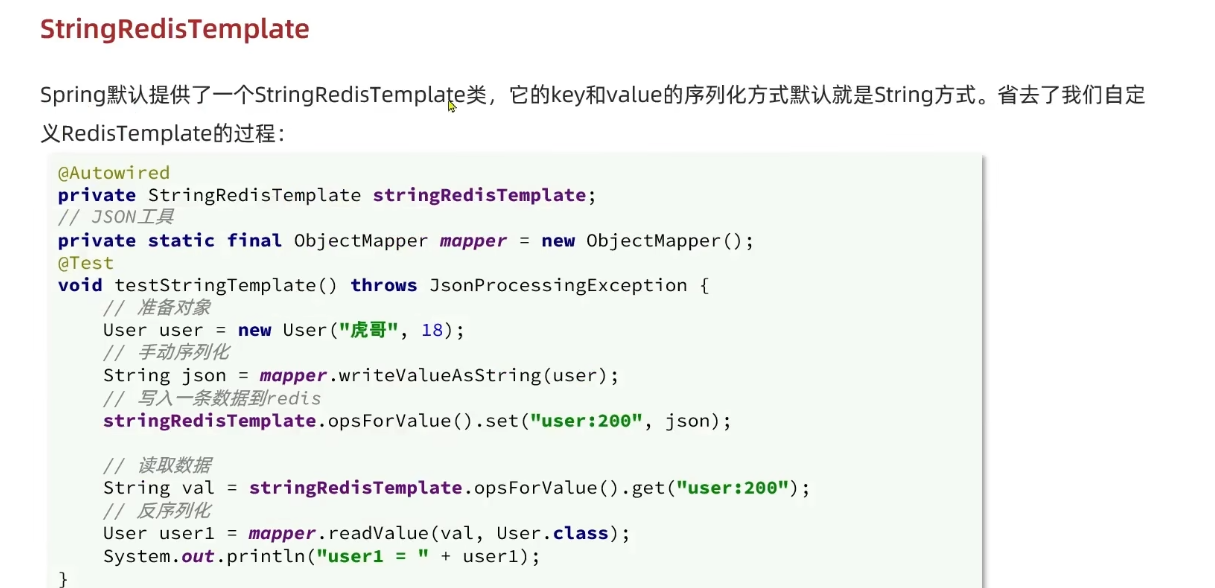 StringRedisTemplate
Spring默认提供了一个StringRedisTemplate类，它的key和value的序列化方式默认就是String方式。省去了我们自定
义RedisTemplate的过程：
@Autowired
private StringRedisTemplate stringRedisTemplate;
// JSON工具
private static final ObjectMapper mapper = new ObjectMapper();
@Test
void testStringTemplate() throws JsonProcessingException {
    // 准备对象
    User user = new User("虎哥", 18);
    // 手动序列化
    String json = mapper.writeValueAsString(user);
    // 写入一条数据到redis
    stringRedisTemplate.opsForValue().set("user:200", json);

    // 读取数据
    String val = stringRedisTemplate.opsForValue().get("user:200");
    // 反序列化
    User user1 = mapper.readValue(val, User.class);
    System.out.println("user1 = " + user1);
}